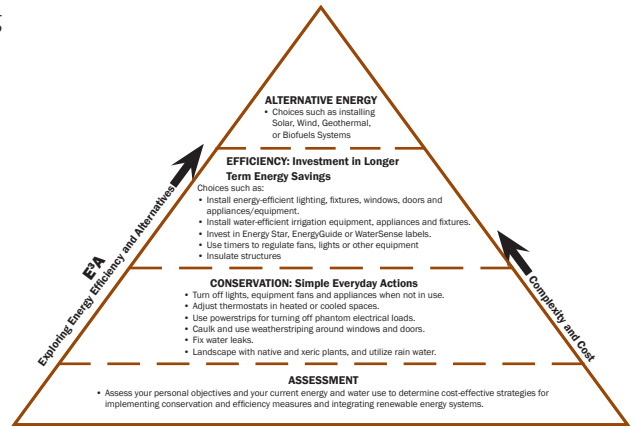 ALTERNATIVE ENERGY
• Choices such as installing
Solar, Wind, Geothermal,
or Biofuels Systems
EFFICIENCY: Investment in Longer
Term Energy Savings
Choices such as:
• Install energy-efficient lighting, fixtures, windows, doors and
appliances/equipment.
• Install water-efficient irrigation equipment, appliances and fixtures.
• Invest in Energy Star, EnergyGuide or WaterSense labels.
• Use timers to regulate fans, lights or other equipment
• Insulate structures
CONSERVATION: Simple Everyday Actions
• Turn off lights, equipment fans and appliances when not in use.
• Adjust thermostats in heated or cooled spaces.
• Use powerstrips for turning off phantom electrical loads.
• Caulk and use weatherstriping around windows and doors.
• Fix water leaks.
• Landscape with native and xeric plants, and utilize rain water.
ASSESSMENT
• Assess your personal objectives and your current energy and water use to determine cost-effective strategies for
implementing conservation and efficiency measures and integrating renewable energy systems.
E³A
Exploring Energy Efficiency and Alternatives
Complexity and Cost